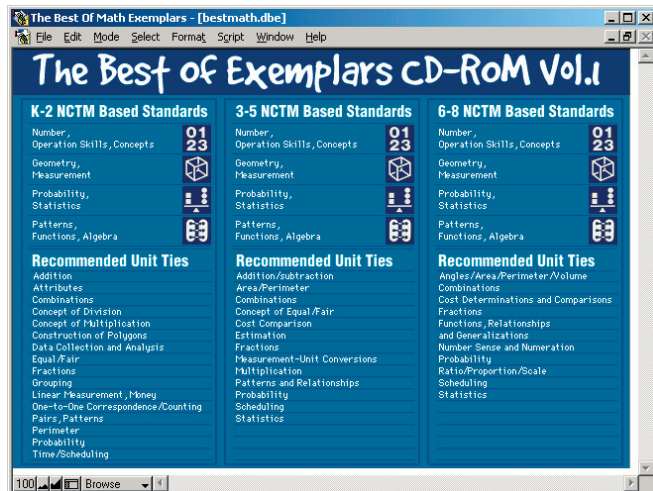 The Best Of Math Exemplars - [bestmath.dbe]
File Edit Mode Select Format Script Window Help
The Best of Exemplars CD-ROM Vol.1
K-2 NCTM Based Standards
Number,
Operation Skills, Concepts
01
23
Geometry,
Measurement
Probability,
Statistics
Patterns,
Functions, Algebra
Recommended Unit Ties
Addition
Attributes
Combinations
Concept of Division
Concept of Multiplication
Construction of Polygons
Data Collection and Analysis
Equal/Fair
Fractions
Grouping
Linear Measurement, Money
One-to-One Correspondence/Counting
Pairs, Patterns
Perimeter
Probability
Time/Scheduling
3-5 NCTM Based Standards
Number,
Operation Skills, Concepts
01
23
Geometry,
Measurement
Probability,
Statistics
Patterns,
Functions, Algebra
Recommended Unit Ties
Addition/subtraction
Area/Perimeter
Combinations
Concept of Equal/Fair
Cost Comparison
Estimation
Fractions
Measurement-Unit Conversions
Multiplication
Patterns and Relationships
Probability
Scheduling
Statistics
6-8 NCTM Based Standards
Number,
Operation Skills, Concepts
01
23
Geometry,
Measurement
Probability,
Statistics
Patterns,
Functions, Algebra
Recommended Unit Ties
Angles/Area/Perimeter/Volume
Combinations
Cost Determinations and Comparisons
Fractions
Functions, Relationships
and Generalizations
Number Sense and Numeration
Probability
Ratio/Proportion/Scale
Scheduling
Statistics
100 Browse